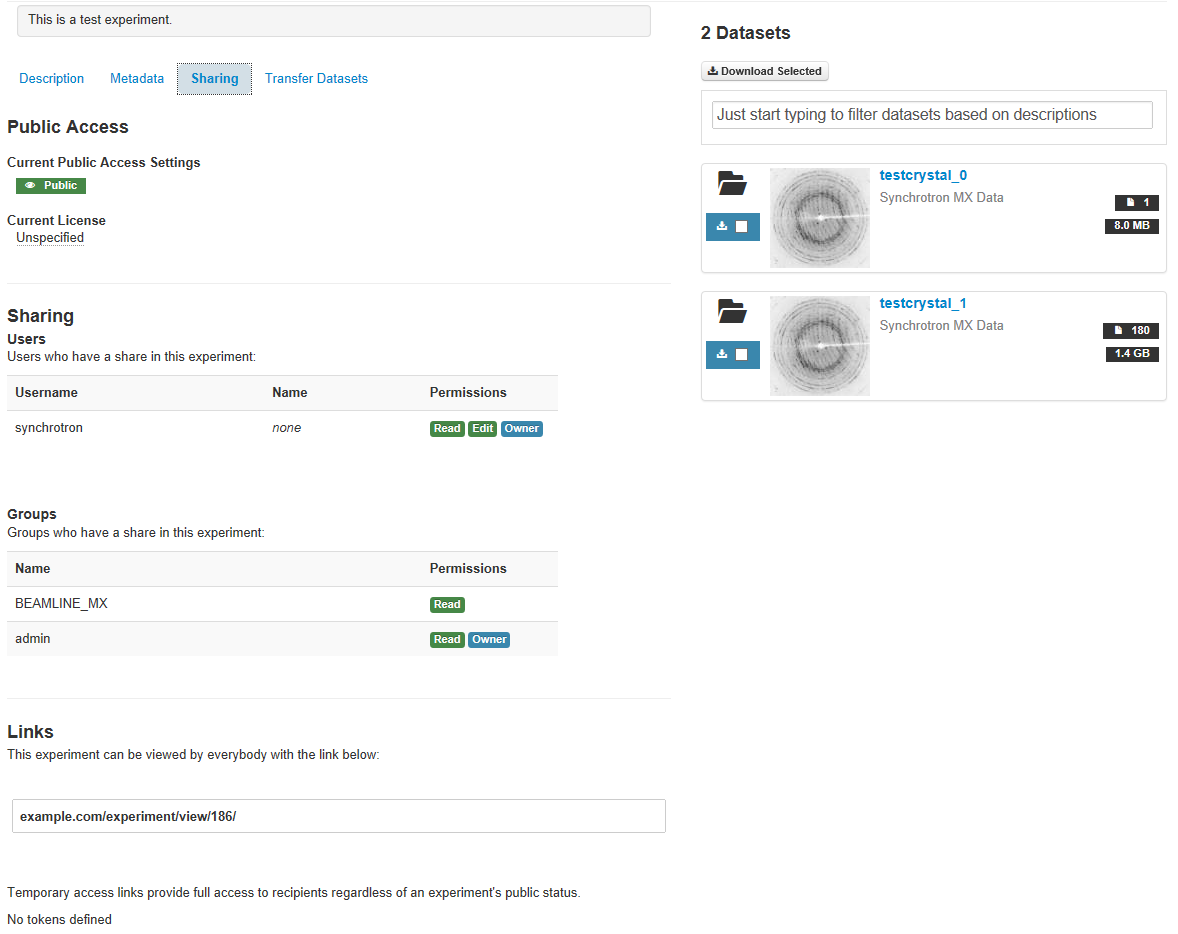 This is a test experiment.
Description Metadata Sharing Transfer Datasets
Public Access
Current Public Access Settings
Public
Current License
Unspecified
Sharing
Users
Users who have a share in this experiment:
Username Name Permissions
synchrotron none Read Edit Owner
Groups
Groups who have a share in this experiment:
Name Permissions
BEAMLINE_MX Read
admin Read Owner
Links
This experiment can be viewed by everybody with the link below:
example.com/experiment/view/186/
Temporary access links provide full access to recipients regardless of an experiment's public status.
No tokens defined
2 Datasets
Download Selected
Just start typing to filter datasets based on descriptions
testcrystal_0
Synchrotron MX Data
1
8.0 MB
testcrystal_1
Synchrotron MX Data
180
1.4 GB